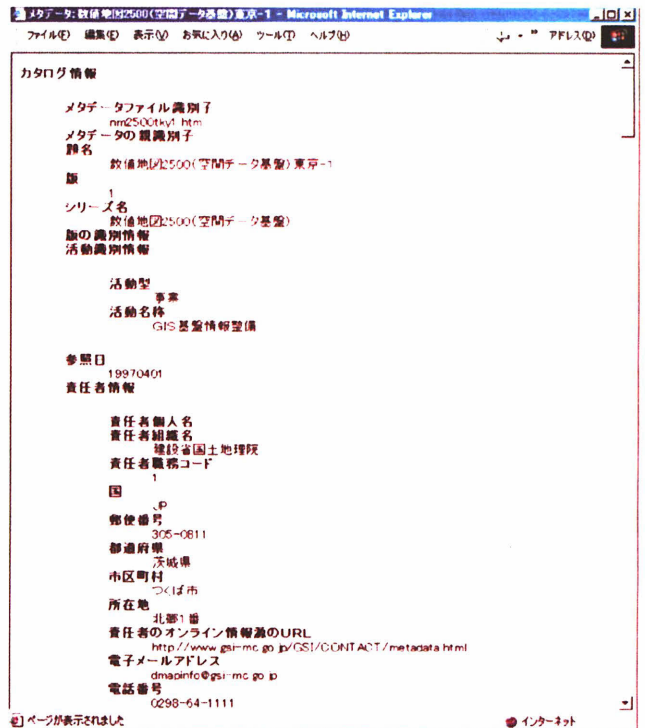 メタデータ: 数値地図2500(空間データ基盤)東京-1 - Microsoft Internet Explorer
ファイル(F) 編集(E) 表示(V) お気に入り(A) ツール(T) ヘルプ(H) » アドレス(D)
カタログ情報
メタデータファイル識別子
nm2500tky1.htm
メタデータの親識別子
題名
数値地図2500(空間データ基盤)東京-1
版
1
シリーズ名
数値地図2500(空間データ基盤)
版の識別情報
活動識別情報
活動型
事業
活動名称
GIS基盤情報整備
参照日
19970401
責任者情報
責任者個人名
責任者組織名
建設省国土地理院
責任者職務コード
1
国
JP
郵便番号
305-0811
都道府県
茨城県
市区町村
つくば市
所在地
北郷1番
責任者のオンライン情報源のURL
http://www.gsi-mc.go.jp/GSI/CONTACT/metadata.html
電子メールアドレス
dmapinfo@gsi-mc.go.jp
電話番号
0298-64-1111
ページが表示されました インターネット